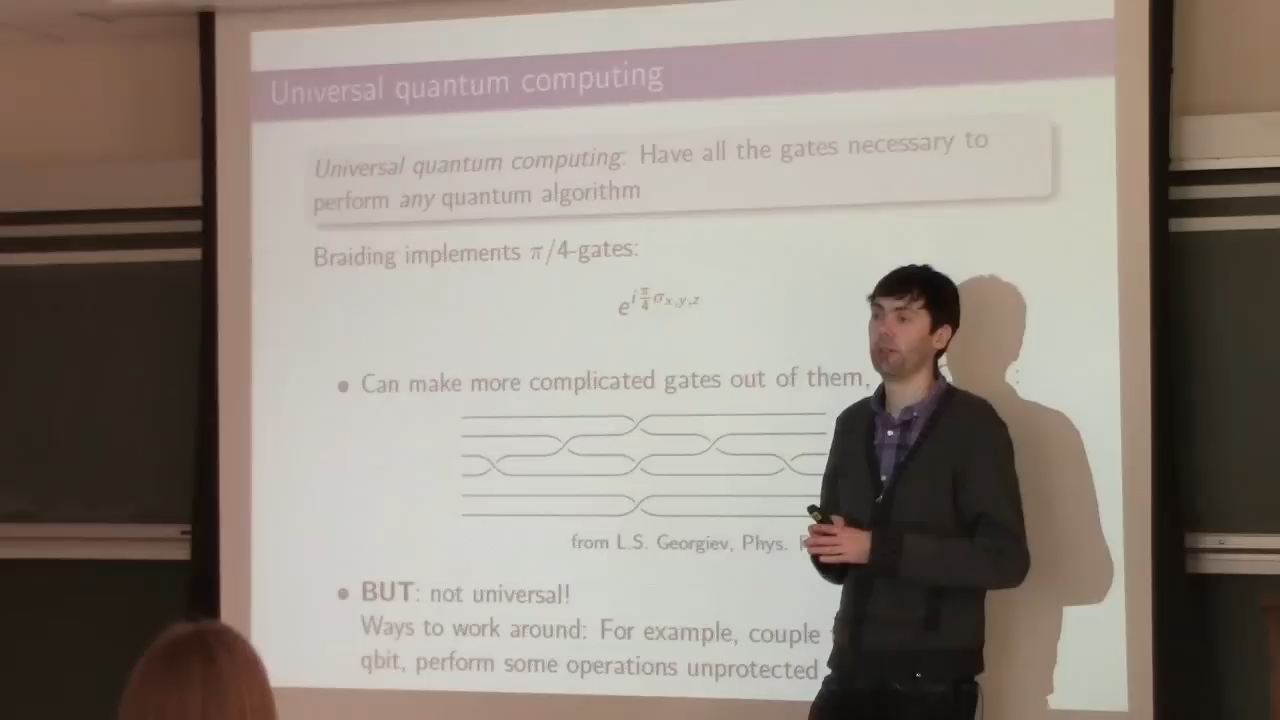 Universal quantum computing
Universal quantum computing: Have all the gates necessary to
perform any quantum algorithm
Braiding implements π/4-gates:
e^{i\frac{π}{4}σ_{x,y,z}}
• Can make more complicated gates out of them,
from L.S. Georgiev, Phys.
• BUT: not universal!
Ways to work around: For example, couple
qbit, perform some operations unprotected